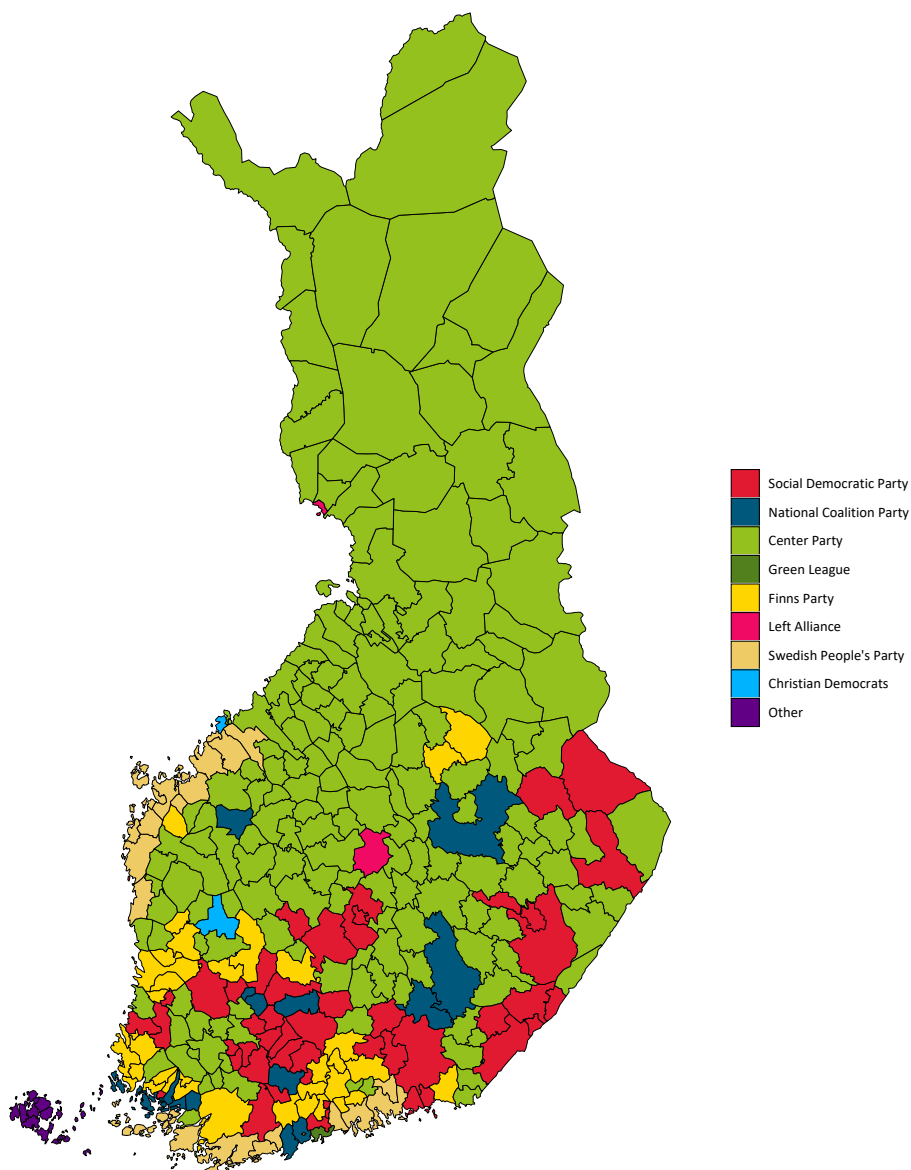 Social Democratic Party
National Coalition Party
Center Party
Green League
Finns Party
Left Alliance
Swedish People's Party
Christian Democrats
Other